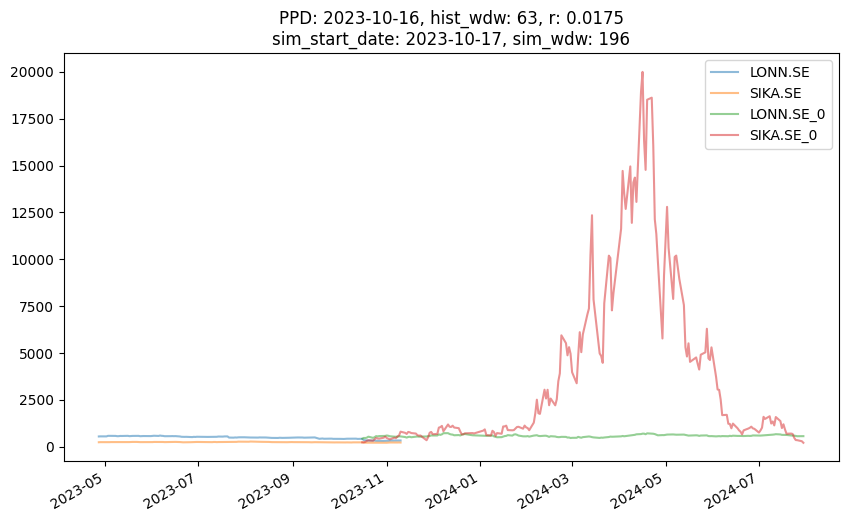 PPD: 2023-10-16, hist_wdw: 63, r: 0.0175
sim_start_date: 2023-10-17, sim_wdw: 196
LONN.SE
SIKA.SE
LONN.SE_0
SIKA.SE_0
20000
17500
15000
12500
10000
7500
5000
2500
0
2023-05
2023-07
2023-09
2023-11
2024-01
2024-03
2024-05
2024-07